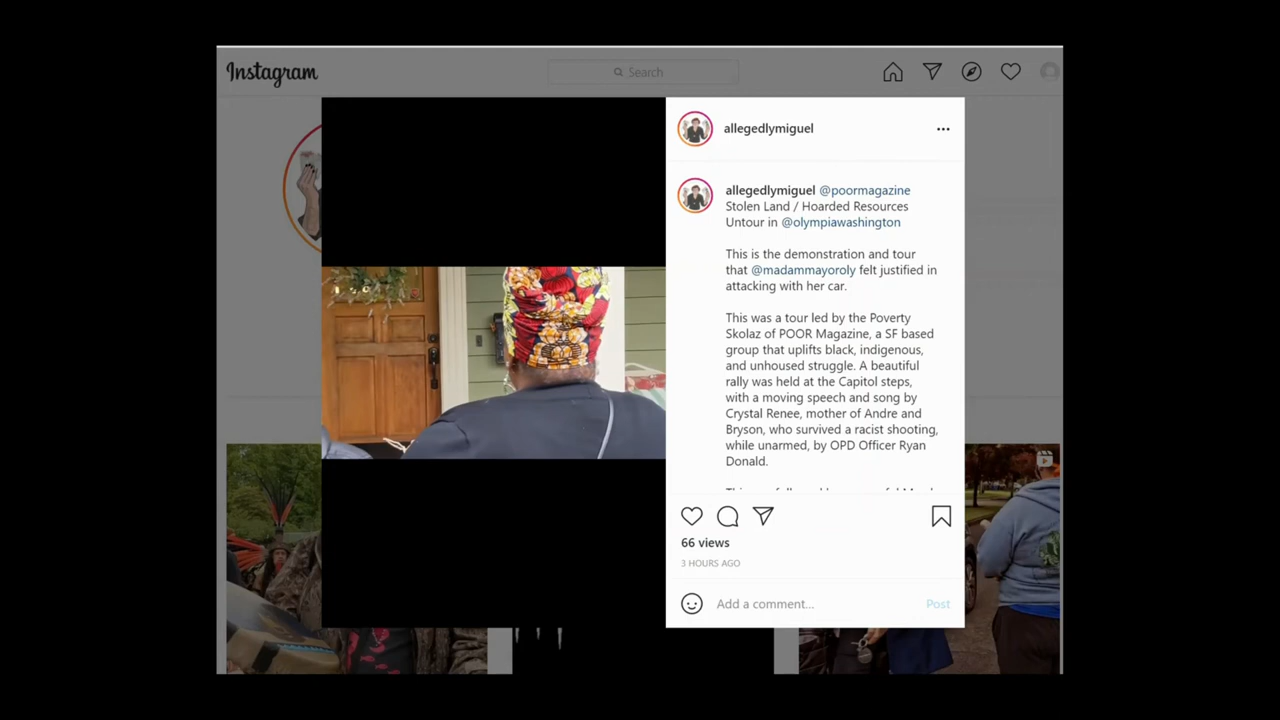 Instagram
Search
allegedlymiguel
allegedlymiguel @poormagazine
Stolen Land / Hoarded Resources
Untour in @olympiawashington
This is the demonstration and tour
that @madammayoroly felt justified in
attacking with her car.
This was a tour led by the Poverty
Skolaz of POOR Magazine, a SF based
group that uplifts black, indigenous,
and unhoused struggle. A beautiful
rally was held at the Capitol steps,
with a moving speech and song by
Crystal Renee, mother of Andre and
Bryson, who survived a racist shooting,
while unarmed, by OPD Officer Ryan
Donald.
66 views
3 HOURS AGO
Add a comment...
Post